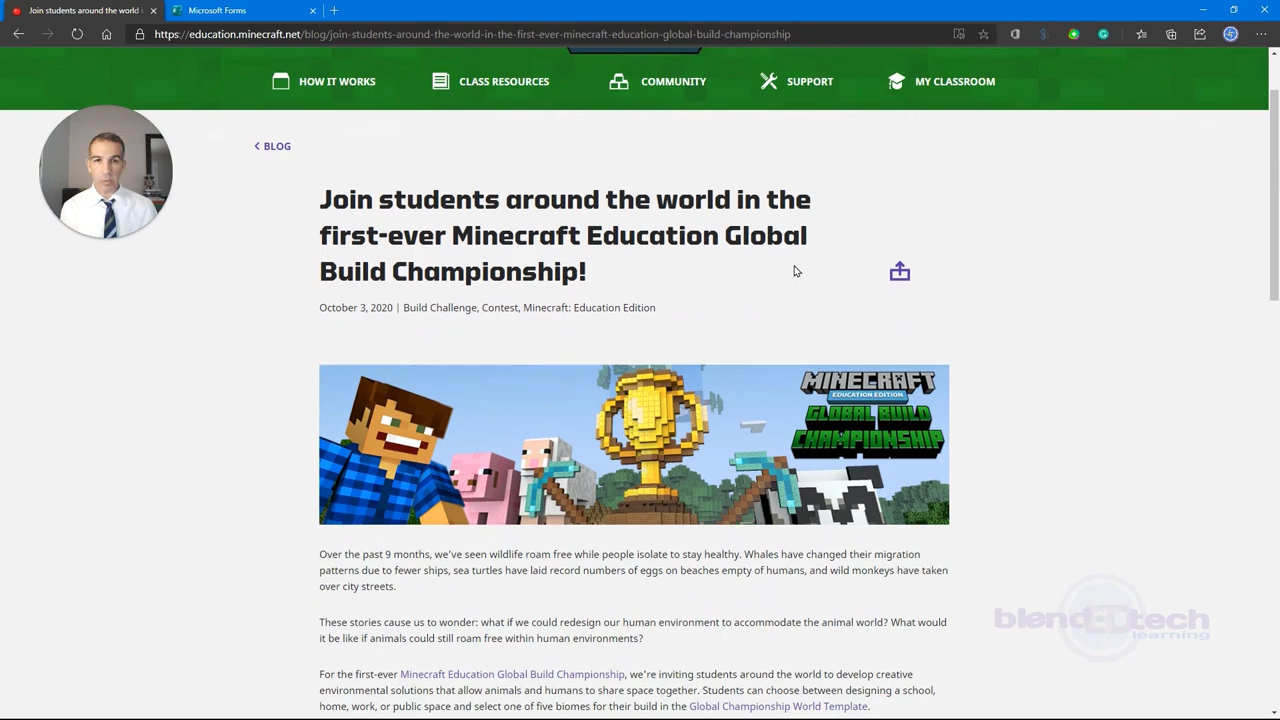 Join students around the world i
Microsoft Forms
https://education.minecraft.net/blog/join-students-around-the-world-in-the-first-ever-minecraft-education-global-build-championship
HOW IT WORKS
CLASS RESOURCES
COMMUNITY
SUPPORT
MY CLASSROOM
BLOG
Join students around the world in the
first-ever Minecraft Education Global
Build Championship!
October 3, 2020 | Build Challenge, Contest, Minecraft: Education Edition
MINECRAFT
EDUCATION EDITION
GLOBAL BUILD
CHAMPIONSHIP
Over the past 9 months, we've seen wildlife roam free while people isolate to stay healthy. Whales have changed their migration
patterns due to fewer ships, sea turtles have laid record numbers of eggs on beaches empty of humans, and wild monkeys have taken
over city streets.
These stories cause us to wonder: what if we could redesign our human environment to accommodate the animal world? What would
it be like if animals could still roam free within human environments?
For the first-ever Minecraft Education Global Build Championship, we're inviting students around the world to develop creative
environmental solutions that allow animals and humans to share space together. Students can choose between designing a school,
home, work, or public space and select one of five biomes for their build in the Global Championship World Template.
blendEDtech
learning